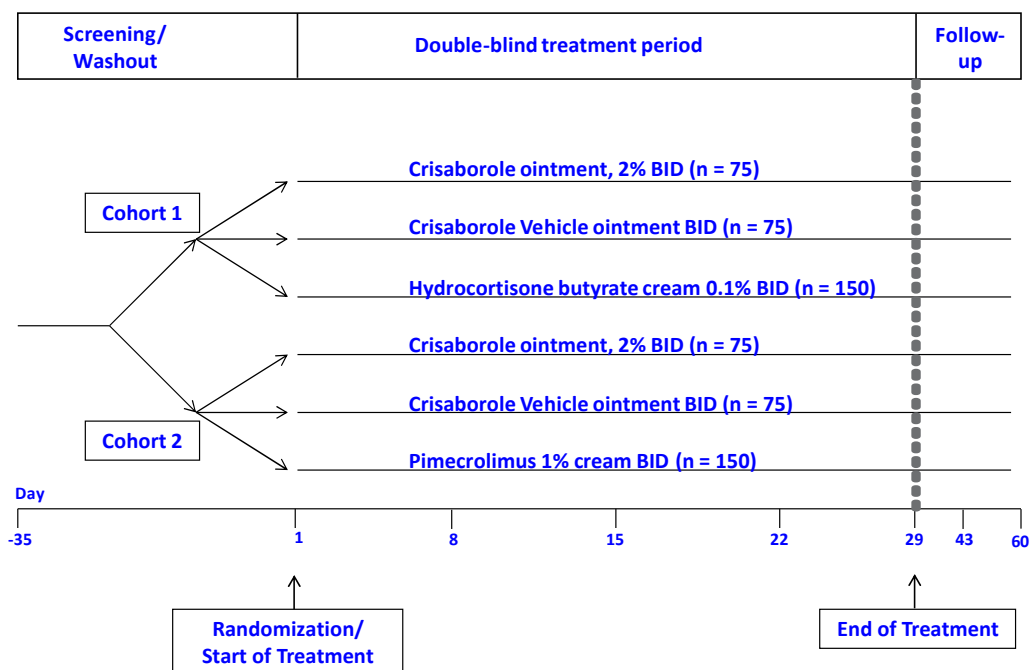 Screening/
Washout
Double-blind treatment period
Follow-
up
Crisaborole ointment, 2% BID (n = 75)
Cohort 1
Crisaborole Vehicle ointment BID (n = 75)
Hydrocortisone butyrate cream 0.1% BID (n = 150)
Crisaborole ointment, 2% BID (n = 75)
Crisaborole Vehicle ointment BID (n = 75)
Cohort 2
Pimecrolimus 1% cream BID (n = 150)
Day
-35 1 8 15 22 29 43 60
Randomization/
Start of Treatment
End of Treatment